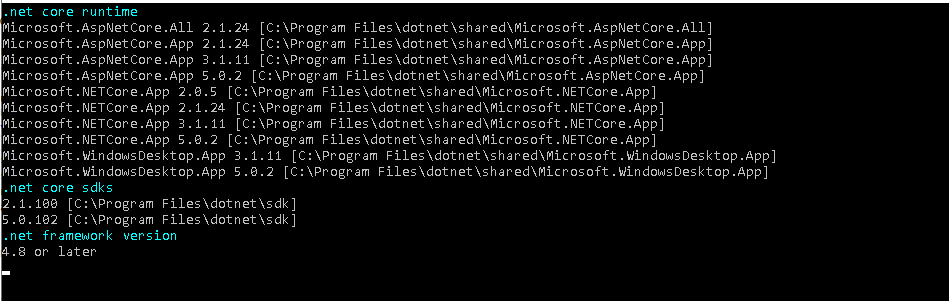 .net core runtime
Microsoft.AspNetCore.All 2.1.24 [C:\Program Files\dotnet\shared\Microsoft.AspNetCore.All]
Microsoft.AspNetCore.App 2.1.24 [C:\Program Files\dotnet\shared\Microsoft.AspNetCore.App]
Microsoft.AspNetCore.App 3.1.11 [C:\Program Files\dotnet\shared\Microsoft.AspNetCore.App]
Microsoft.AspNetCore.App 5.0.2 [C:\Program Files\dotnet\shared\Microsoft.AspNetCore.App]
Microsoft.NETCore.App 2.0.5 [C:\Program Files\dotnet\shared\Microsoft.NETCore.App]
Microsoft.NETCore.App 2.1.24 [C:\Program Files\dotnet\shared\Microsoft.NETCore.App]
Microsoft.NETCore.App 3.1.11 [C:\Program Files\dotnet\shared\Microsoft.NETCore.App]
Microsoft.NETCore.App 5.0.2 [C:\Program Files\dotnet\shared\Microsoft.NETCore.App]
Microsoft.WindowsDesktop.App 3.1.11 [C:\Program Files\dotnet\shared\Microsoft.WindowsDesktop.App]
Microsoft.WindowsDesktop.App 5.0.2 [C:\Program Files\dotnet\shared\Microsoft.WindowsDesktop.App]
.net core sdks
2.1.100 [C:\Program Files\dotnet\sdk]
5.0.102 [C:\Program Files\dotnet\sdk]
.net framework version
4.8 or later